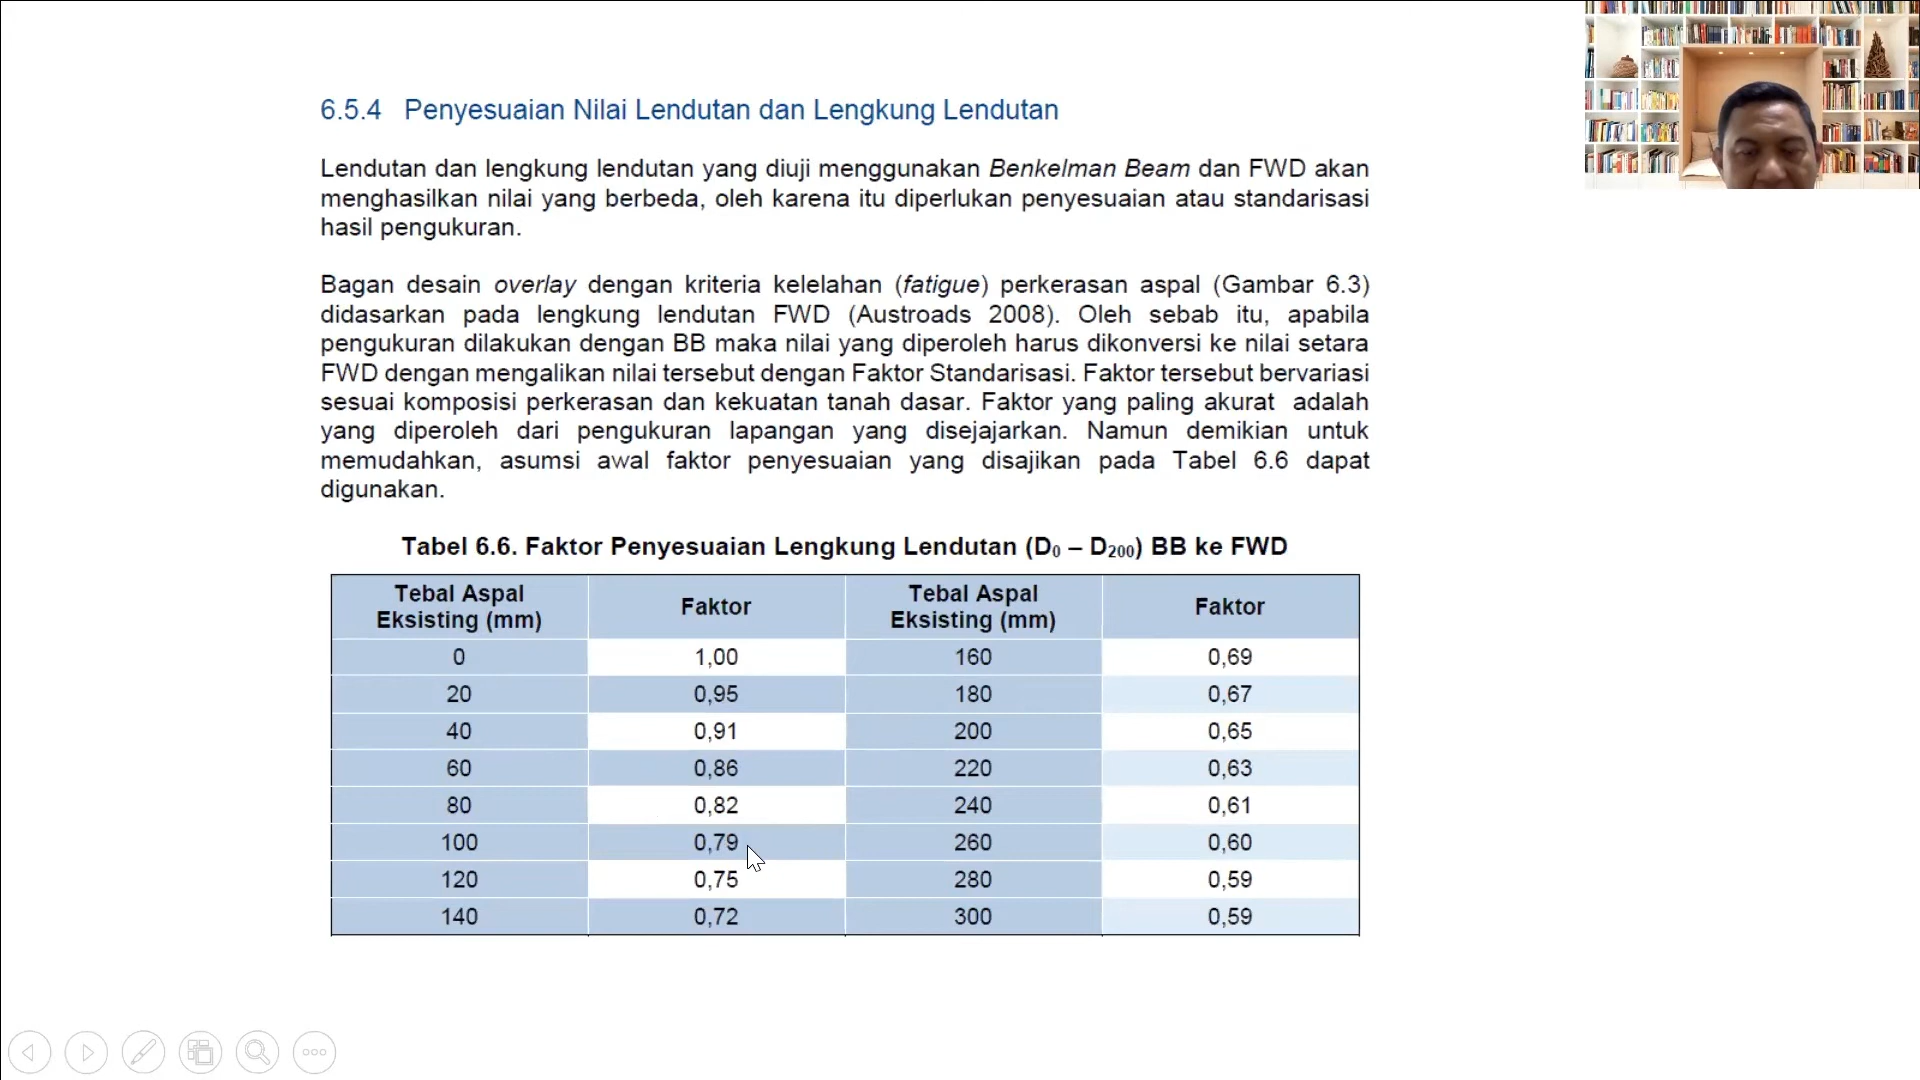 6.5.4 Penyesuaian Nilai Lendutan dan Lengkung Lendutan
Lendutan dan lengkung lendutan yang diuji menggunakan Benkelman Beam dan FWD akan
menghasilkan nilai yang berbeda, oleh karena itu diperlukan penyesuaian atau standarisasi
hasil pengukuran.
Bagan desain overlay dengan kriteria kelelahan (fatigue) perkerasan aspal (Gambar 6.3)
didasarkan pada lengkung lendutan FWD (Austroads 2008). Oleh sebab itu, apabila
pengukuran dilakukan dengan BB maka nilai yang diperoleh harus dikonversi ke nilai setara
FWD dengan mengalikan nilai tersebut dengan Faktor Standarisasi. Faktor tersebut bervariasi
sesuai komposisi perkerasan dan kekuatan tanah dasar. Faktor yang paling akurat adalah
yang diperoleh dari pengukuran lapangan yang disejajarkan. Namun demikian untuk
memudahkan, asumsi awal faktor penyesuaian yang disajikan pada Tabel 6.6 dapat
digunakan.
Tabel 6.6. Faktor Penyesuaian Lengkung Lendutan (D₀ – D₂₀₀) BB ke FWD
Tebal Aspal Eksisting (mm) Faktor Tebal Aspal Eksisting (mm) Faktor
0 1,00 160 0,69
20 0,95 180 0,67
40 0,91 200 0,65
60 0,86 220 0,63
80 0,82 240 0,61
100 0,79 260 0,60
120 0,75 280 0,59
140 0,72 300 0,59